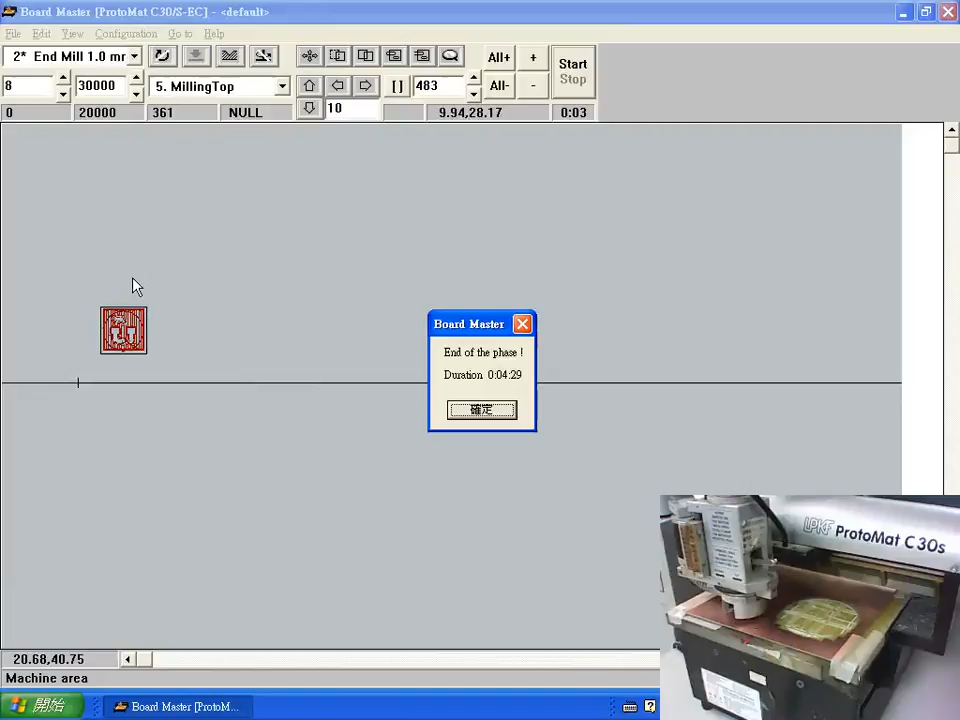 Board Master [ProtoMat C30/S-EC] - <default>
File Edit View Configuration Go to Help
2* End Mill 1.0 mr All+ + Start
8 30000 5. MillingTop [ ] 483 All- - Stop
0 20000 361 NULL 10 9.94,28.17 0:03
Board Master
End of the phase !
Duration 0:04:29
確定
LPKF ProtoMat C30s
20.68,40.75
Machine area
開始 Board Master [ProtoM...